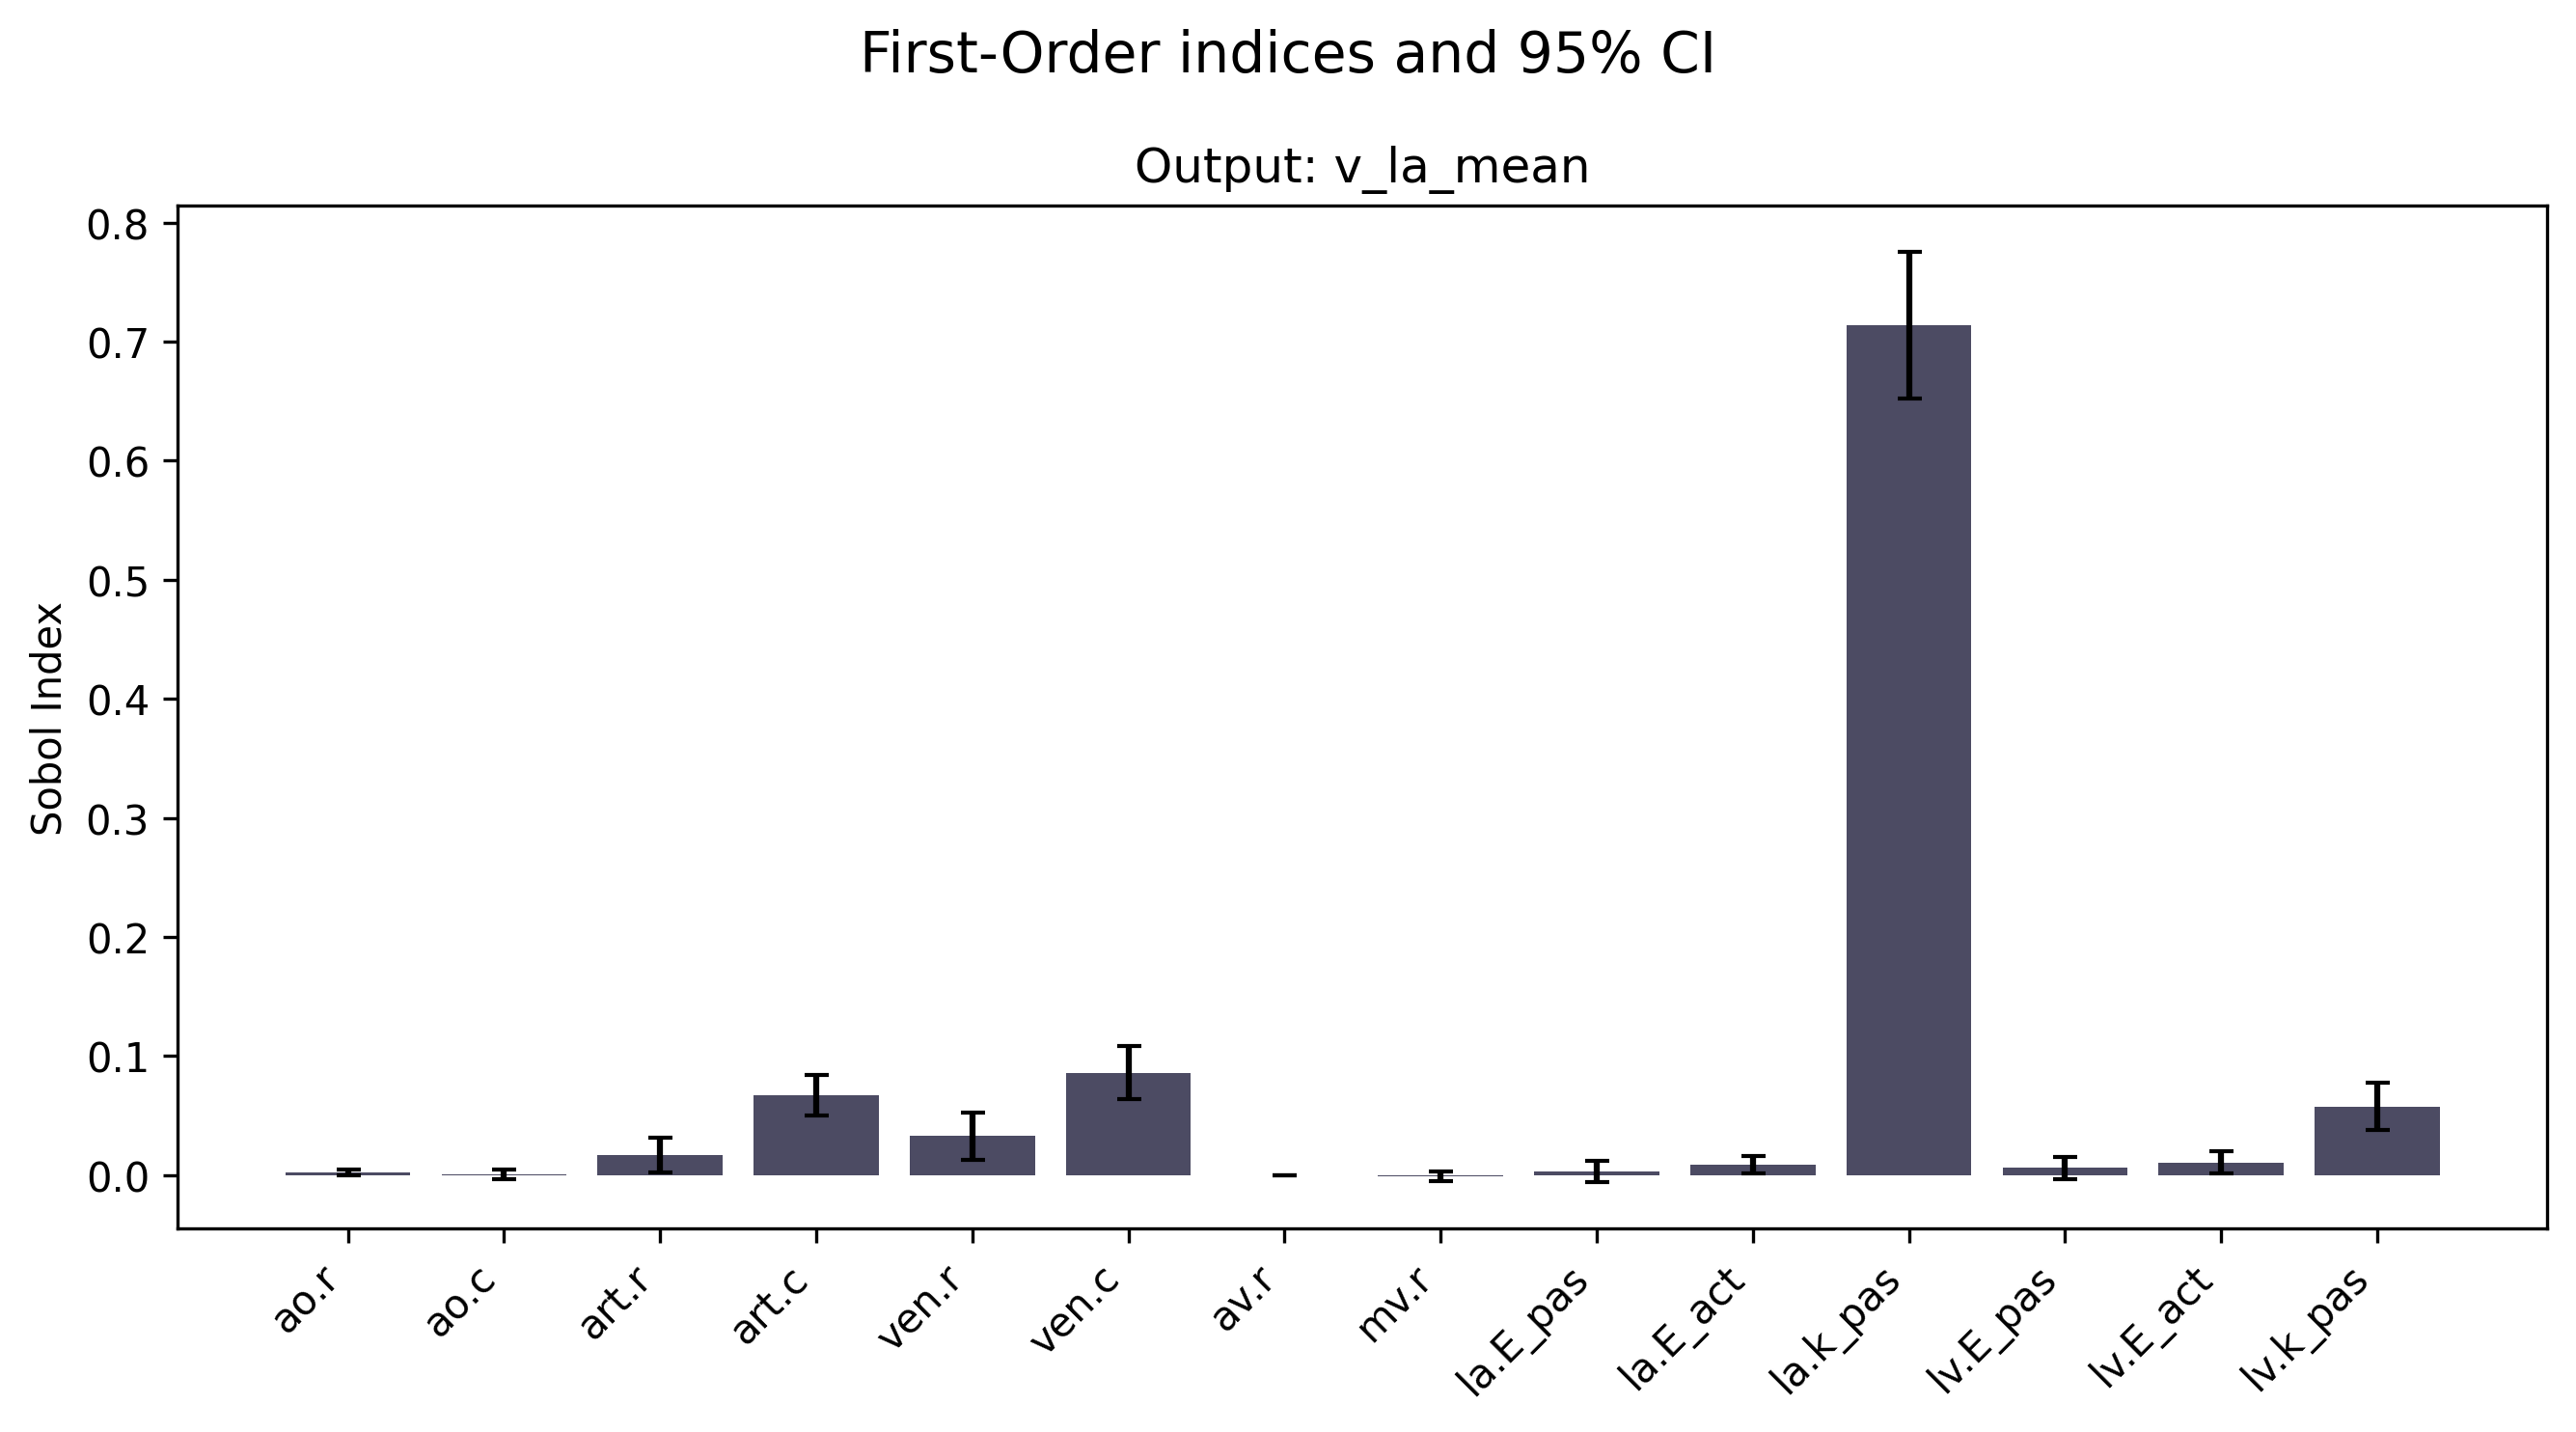 First-Order indices and 95% CI
Output: v_la_mean
0.8
0.7
0.6
0.5
0.4
0.3
0.2
0.1
0.0
Sobol Index
ao.r
ao.c
art.r
art.c
ven.r
ven.c
av.r
mv.r
la.E_pas
la.E_act
la.k_pas
lv.E_pas
lv.E_act
lv.k_pas